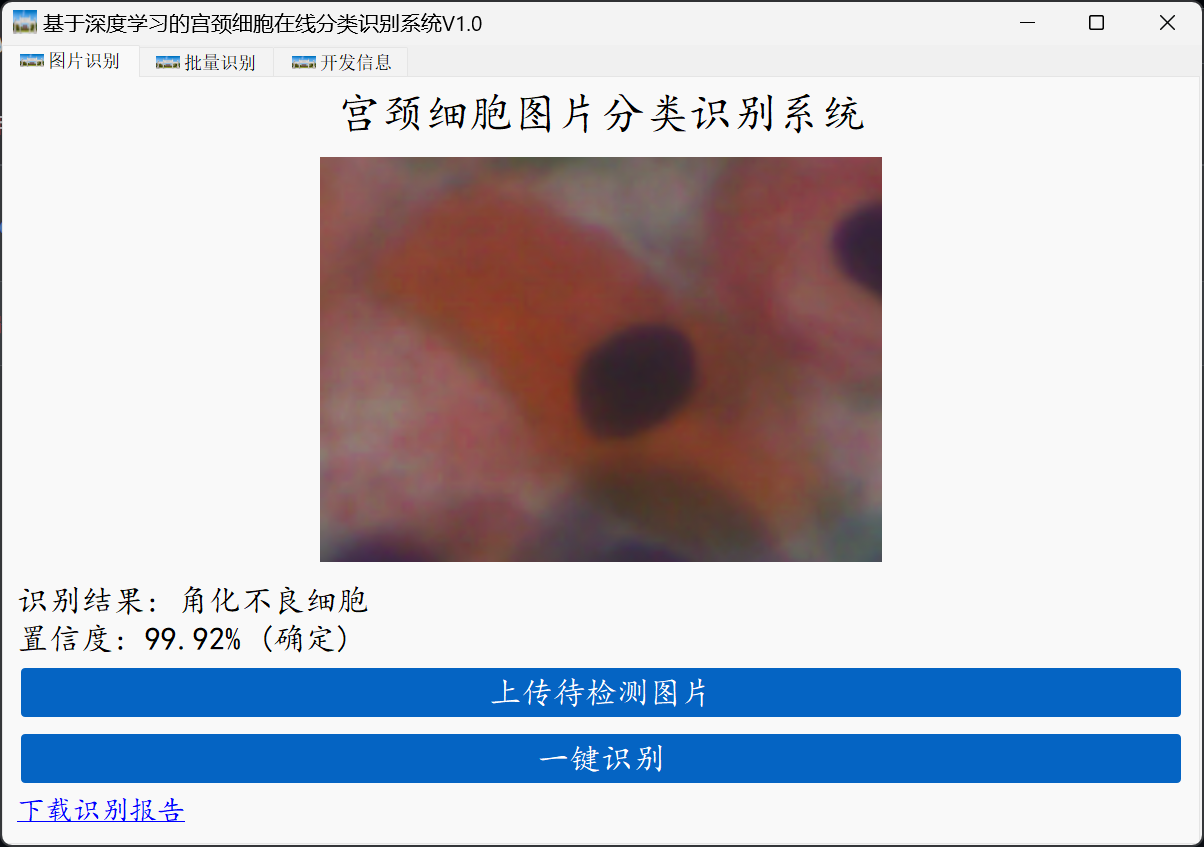 基于深度学习的宫颈细胞在线分类识别系统V1.0
图片识别 批量识别 开发信息
宫颈细胞图片分类识别系统
识别结果：角化不良细胞
置信度：99.92% (确定)
上传待检测图片
一键识别
下载识别报告